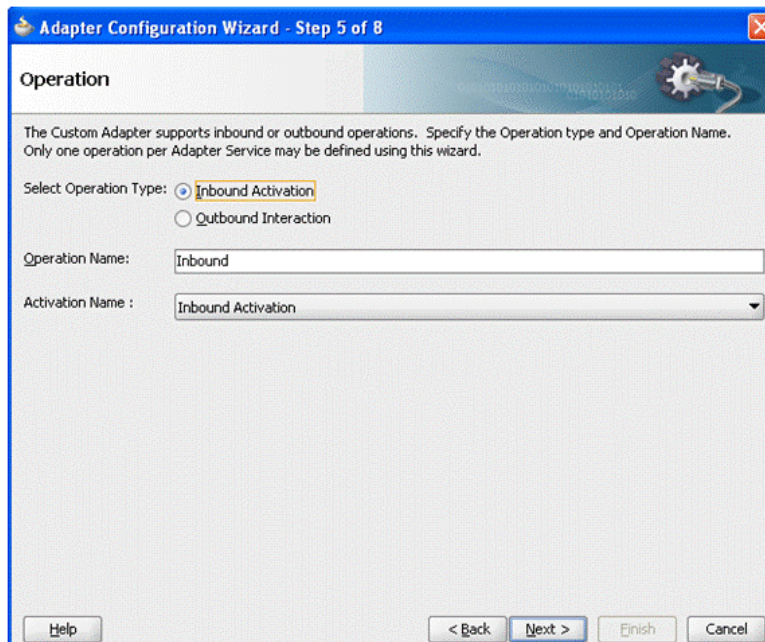 Adapter Configuration Wizard - Step 5 of 8
Operation
The Custom Adapter supports inbound or outbound operations. Specify the Operation type and Operation Name.
Only one operation per Adapter Service may be defined using this wizard.
Select Operation Type: Inbound Activation
Outbound Interaction
Operation Name: Inbound
Activation Name : Inbound Activation
Help < Back Next > Finish Cancel